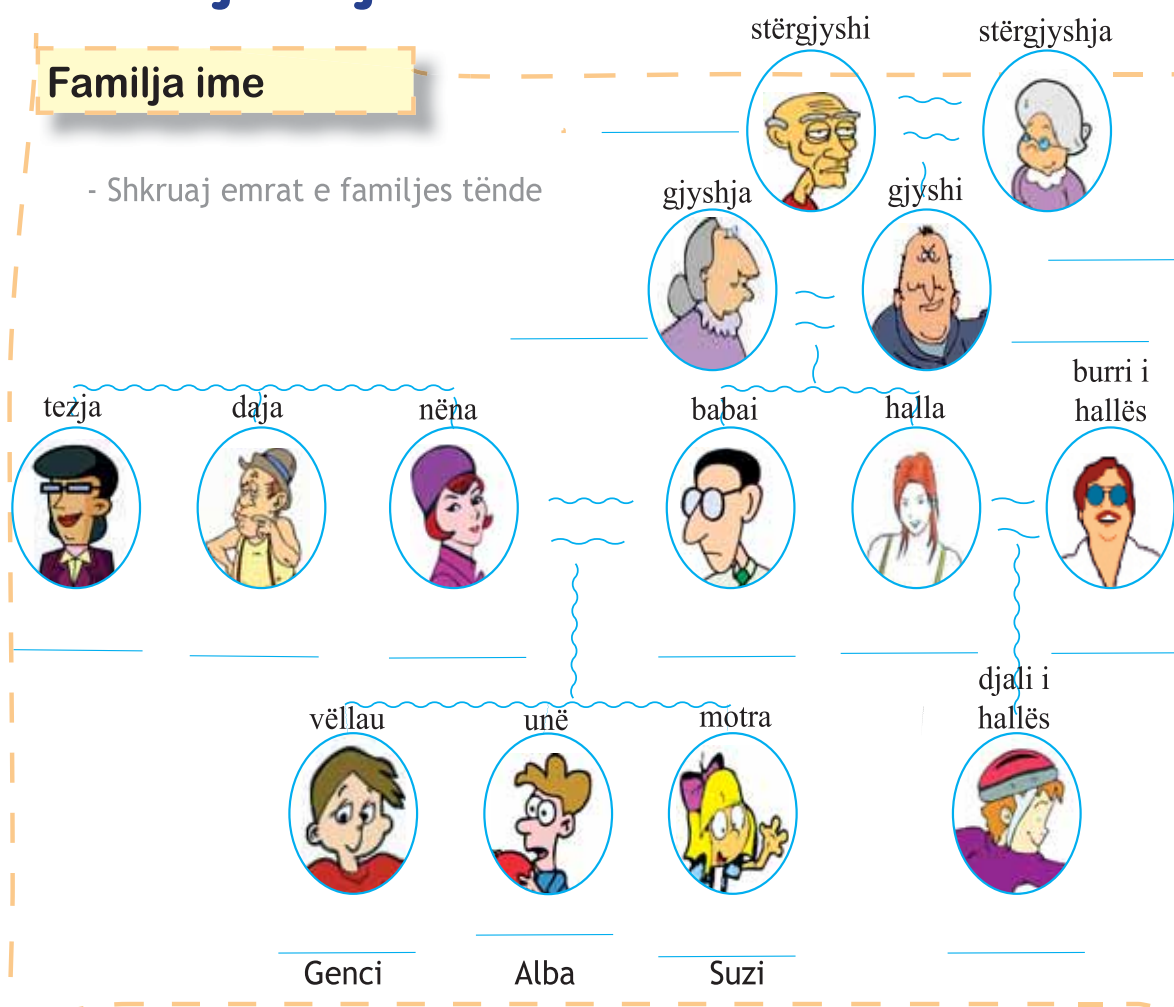 Familja ime
- Shkruaj emrat e familjes tënde
stërgjyshi
stërgjyshja
gjyshja
gjyshi
tezja
daja
nëna
babai
halla
burri i
hallës
vëllau
unë
motra
djali i
hallës
Genci
Alba
Suzi